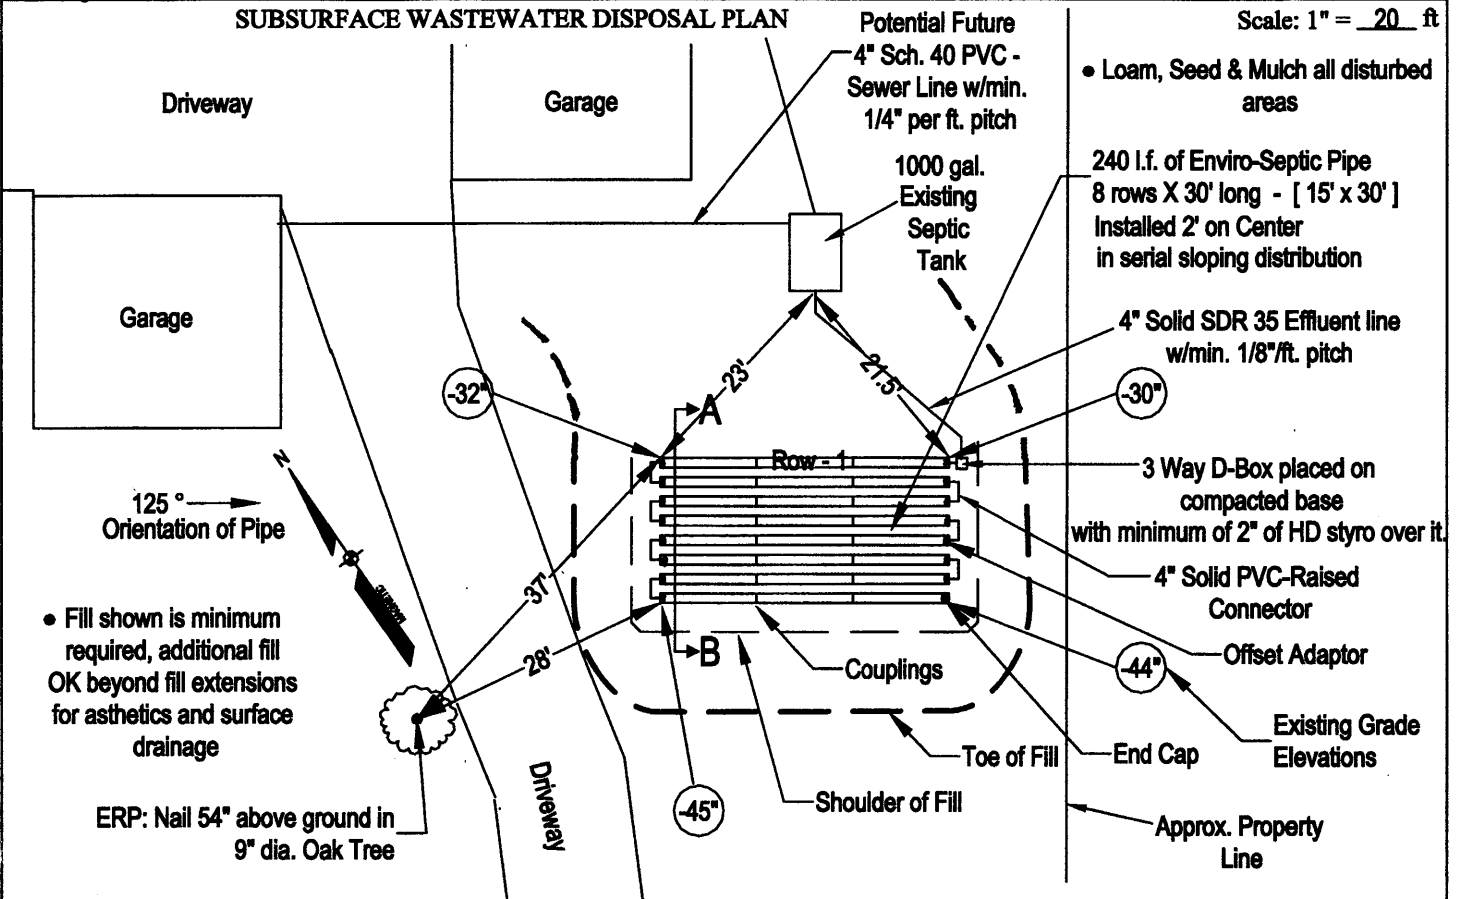 SUBSURFACE WASTEWATER DISPOSAL PLAN
Scale: 1" = 20 ft
Potential Future
4" Sch. 40 PVC -
Sewer Line w/min.
1/4" per ft. pitch
Driveway
Garage
• Loam, Seed & Mulch all disturbed
areas
1000 gal.
Existing
Septic
Tank
240 l.f. of Enviro-Septic Pipe
8 rows X 30' long - [ 15' x 30' ]
Installed 2' on Center
in serial sloping distribution
Garage
4" Solid SDR 35 Effluent line
w/min. 1/8"/ft. pitch
23'
21.5'
-32"
-30"
A
Row - 1
N
3 Way D-Box placed on
compacted base
with minimum of 2" of HD styro over it.
125 °
Orientation of Pipe
MAGNETIC
37'
4" Solid PVC-Raised
Connector
• Fill shown is minimum
required, additional fill
OK beyond fill extensions
for asthetics and surface
drainage
28'
B
Couplings
-44"
Offset Adaptor
Existing Grade
Elevations
Toe of Fill
End Cap
Driveway
-45"
Shoulder of Fill
ERP: Nail 54" above ground in
9" dia. Oak Tree
Approx. Property
Line